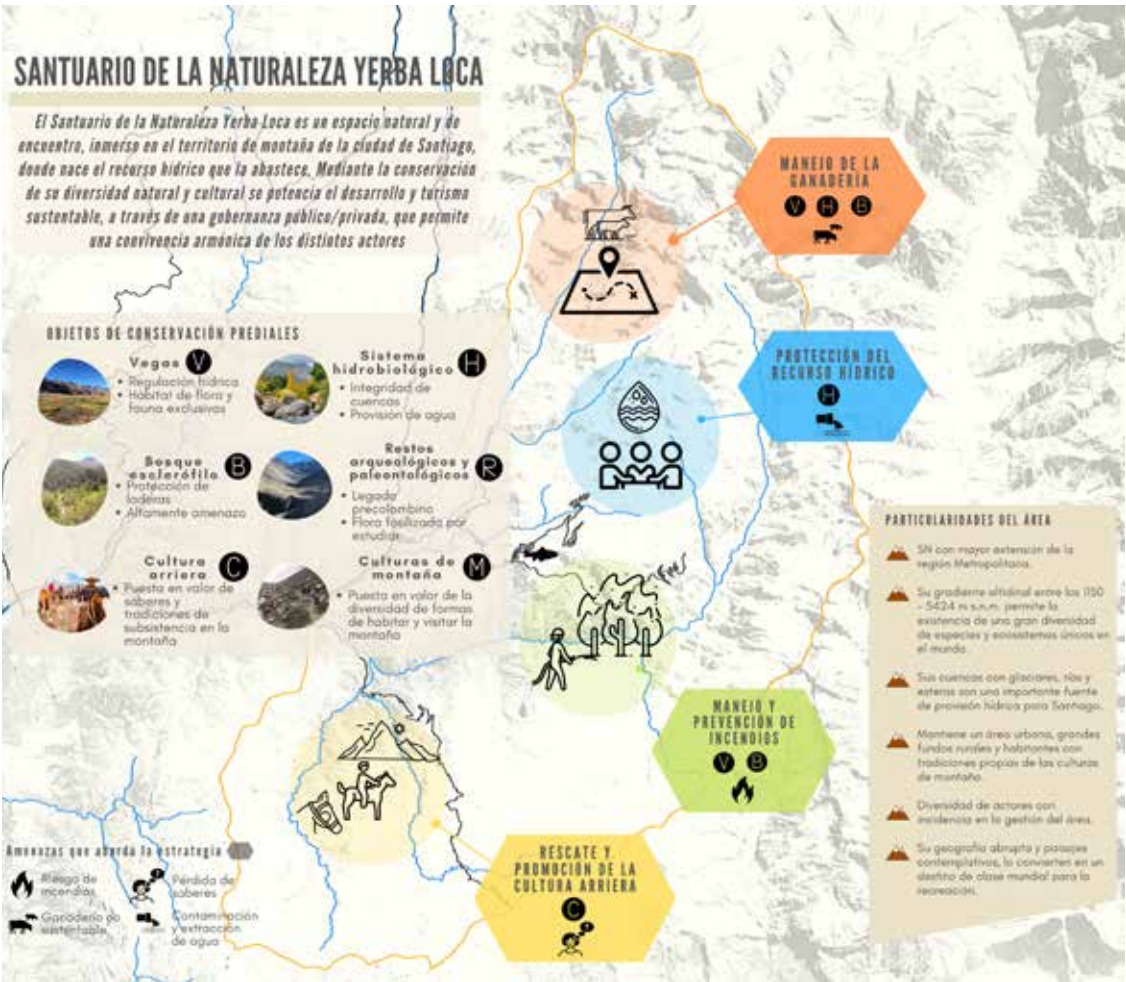 SANTUARIO DE LA NATURALEZA YERBA LOCA
El Santuario de la Naturaleza Yerba Loca es un espacio natural y de
encuentro, inmerso en el territorio de montaña de la ciudad de Santiago,
donde nace el recurso hídrico que la abastece. Mediante la conservación
de su diversidad natural y cultural se potencia el desarrollo y turismo
sustentable, a través de una gobernanza público/privada, que permite
una convivencia armónica de los distintos actores
OBJETOS DE CONSERVACIÓN PREDIALES
Vegas V
• Regulación hídrica
• Hábitat de flora y
fauna exclusivas
Sistema
hidrobiológico H
• Integridad de
cuencas
• Provisión de agua
Bosque
esclerófilo B
• Protección de
laderas
• Altamente amenazo
Restos
arqueológicos y
paleontológicos R
• Legado
precolombino
• Flora fosilizada por
estudiar
Cultura
arriera C
• Puesta en valor de
saberes y
tradiciones de
subsistencia en la
montaña
Culturas de
montaña M
• Puesta en valor de la
diversidad de formas
de habitar y visitar la
montaña
MANEJO DE LA
GANADERÍA
V H B
PROTECCIÓN DEL
RECURSO HÍDRICO
H
MANEJO Y
PREVENCIÓN DE
INCENDIOS
V B
RESCATE Y
PROMOCIÓN DE LA
CULTURA ARRIERA
C
PARTICULARIDADES DEL ÁREA
SN con mayor extensión de la
región Metropolitana.
Su gradiente altidinal entre los 1150
- 5424 m s.n.m. permite la
existencia de una gran diversidad
de especies y ecosistemas únicos en
el mundo.
Sus cuencas con glaciares, ríos y
esteros son una importante fuente
de provisión hídrica para Santiago.
Mantiene un área urbana, grandes
fundos rurales y habitantes con
tradiciones propias de las culturas
de montaña.
Diversidad de actores con
incidencia en la gestión del área.
Su geografía abrupta y paisajes
contemplativos, lo convierten en un
destino de clase mundial para la
recreación.
Amenazas que aborda la estrategia
Riesgo de
incendios
Pérdida de
saberes
Ganadería no
sustentable
Contaminación
y extracción
de agua